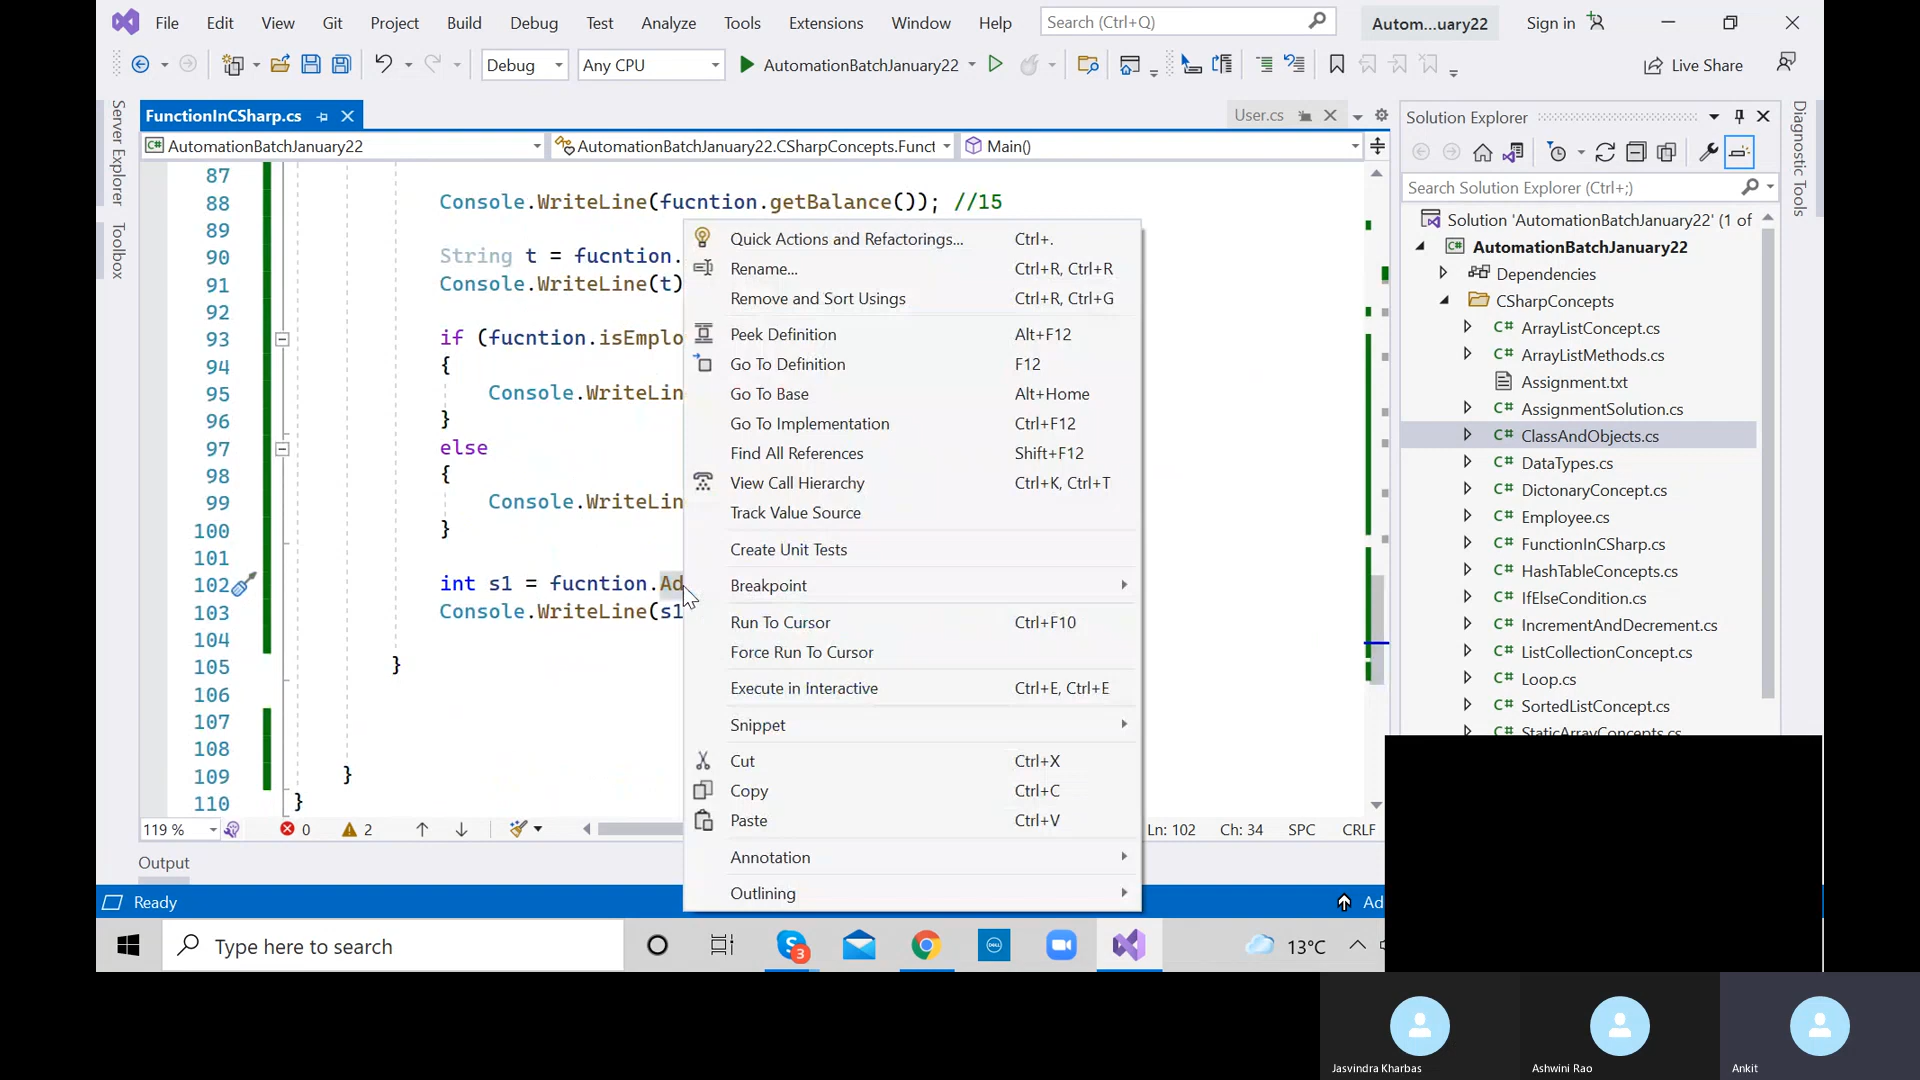 File Edit View Git Project Build Debug Test Analyze Tools Extensions Window Help Search (Ctrl+Q) Autom...uary22 Sign in
Debug Any CPU AutomationBatchJanuary22 Live Share
FunctionInCSharp.cs User.cs
AutomationBatchJanuary22 AutomationBatchJanuary22.CSharpConcepts.Funct Main()
Server Explorer
Toolbox
87
88 Console.WriteLine(fucntion.getBalance()); //15
89
90 String t = fucntion.
91 Console.WriteLine(t)
92
93 if (fucntion.isEmplo
94 {
95 Console.WriteLin
96 }
97 else
98 {
99 Console.WriteLin
100 }
101
102 int s1 = fucntion.Ad
103 Console.WriteLine(s1
104
105 }
106
107
108
109 }
110 }
Quick Actions and Refactorings... Ctrl+.
Rename... Ctrl+R, Ctrl+R
Remove and Sort Usings Ctrl+R, Ctrl+G
Peek Definition Alt+F12
Go To Definition F12
Go To Base Alt+Home
Go To Implementation Ctrl+F12
Find All References Shift+F12
View Call Hierarchy Ctrl+K, Ctrl+T
Track Value Source
Create Unit Tests
Breakpoint
Run To Cursor Ctrl+F10
Force Run To Cursor
Execute in Interactive Ctrl+E, Ctrl+E
Snippet
Cut Ctrl+X
Copy Ctrl+C
Paste Ctrl+V
Annotation
Outlining
Solution Explorer
Search Solution Explorer (Ctrl+;)
Solution 'AutomationBatchJanuary22' (1 of
AutomationBatchJanuary22
Dependencies
CSharpConcepts
C# ArrayListConcept.cs
C# ArrayListMethods.cs
Assignment.txt
C# AssignmentSolution.cs
C# ClassAndObjects.cs
C# DataTypes.cs
C# DictonaryConcept.cs
C# Employee.cs
C# FunctionInCSharp.cs
C# HashTableConcepts.cs
C# IfElseCondition.cs
C# IncrementAndDecrement.cs
C# ListCollectionConcept.cs
C# Loop.cs
C# SortedListConcept.cs
C# StaticArrayConcepts.cs
Diagnostic Tools
119 % 0 2 Ln: 102 Ch: 34 SPC CRLF
Output
Ready Ad
Type here to search 3 DELL 13°C
Jasvindra Kharbas Ashwini Rao Ankit